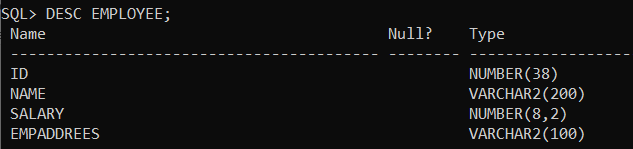 SQL> DESC EMPLOYEE;
Name Null? Type
----------------------------------------- -------- ------------------
ID NUMBER(38)
NAME VARCHAR2(200)
SALARY NUMBER(8,2)
EMPADDREES VARCHAR2(100)